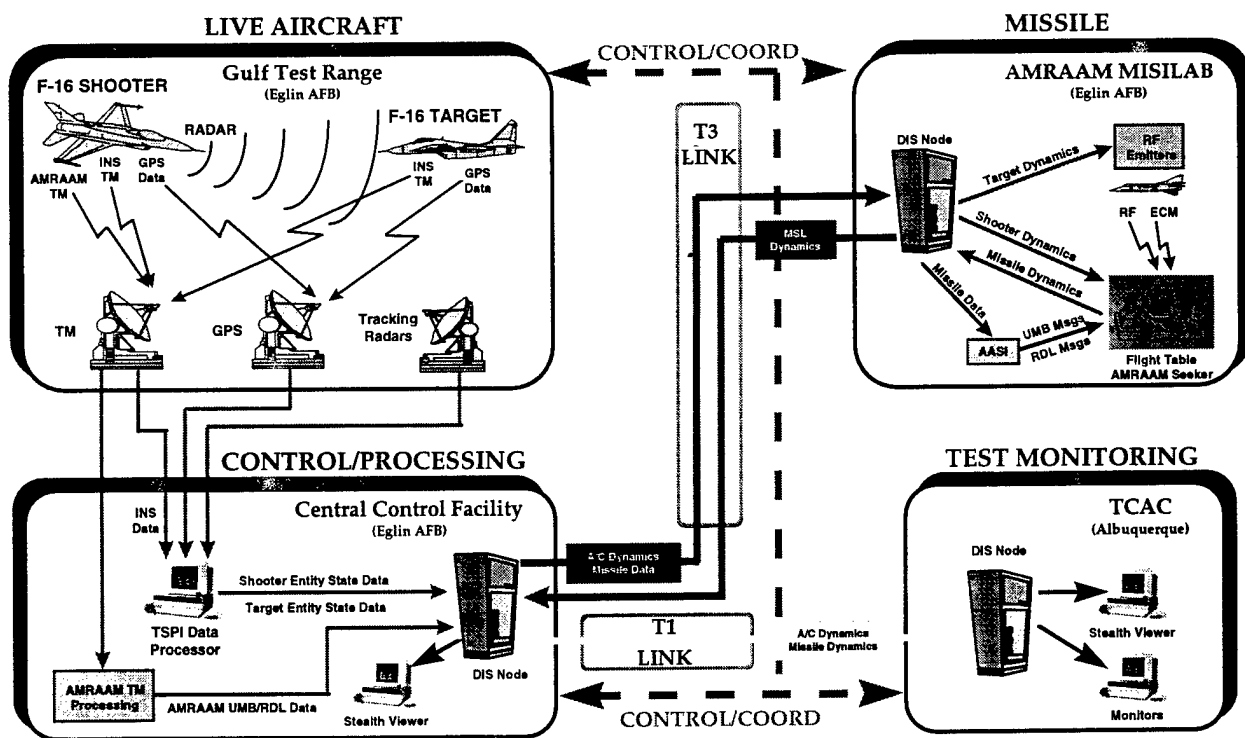 LIVE AIRCRAFT
Gulf Test Range
(Eglin AFB)
F-16 SHOOTER
RADAR
F-16 TARGET
AMRAAM
TM
INS
TM
GPS
Data
INS
TM
GPS
Data
TM
GPS
Tracking
Radars
CONTROL/COORD
T3
LINK
MISSILE
AMRAAM MISILAB
(Eglin AFB)
DIS Node
Target Dynamics
RF
Emitters
RF
ECM
Shooter Dynamics
Missile Dynamics
MSL
Dynamics
Missile Data
AASI
UMB Msgs
RDL Msgs
Flight Table
AMRAAM Seeker
CONTROL/PROCESSING
Central Control Facility
(Eglin AFB)
INS
Data
TSPI Data
Processor
Shooter Entity State Data
Target Entity State Data
AMRAAM TM
Processing
AMRAAM UMB/RDL Data
Stealth Viewer
DIS Node
A/C Dynamics
Missile Data
T1
LINK
A/C Dynamics
Missile Dynamics
CONTROL/COORD
TEST MONITORING
TCAC
(Albuquerque)
DIS Node
Stealth Viewer
Monitors